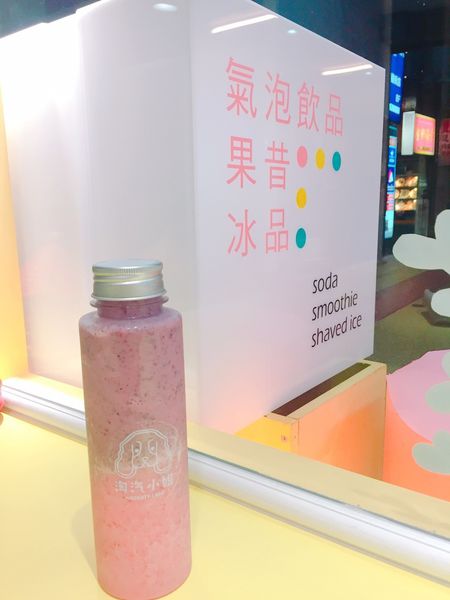 氣泡飲品
果昔
冰品
soda
smoothie
shaved ice
淘汽小姐